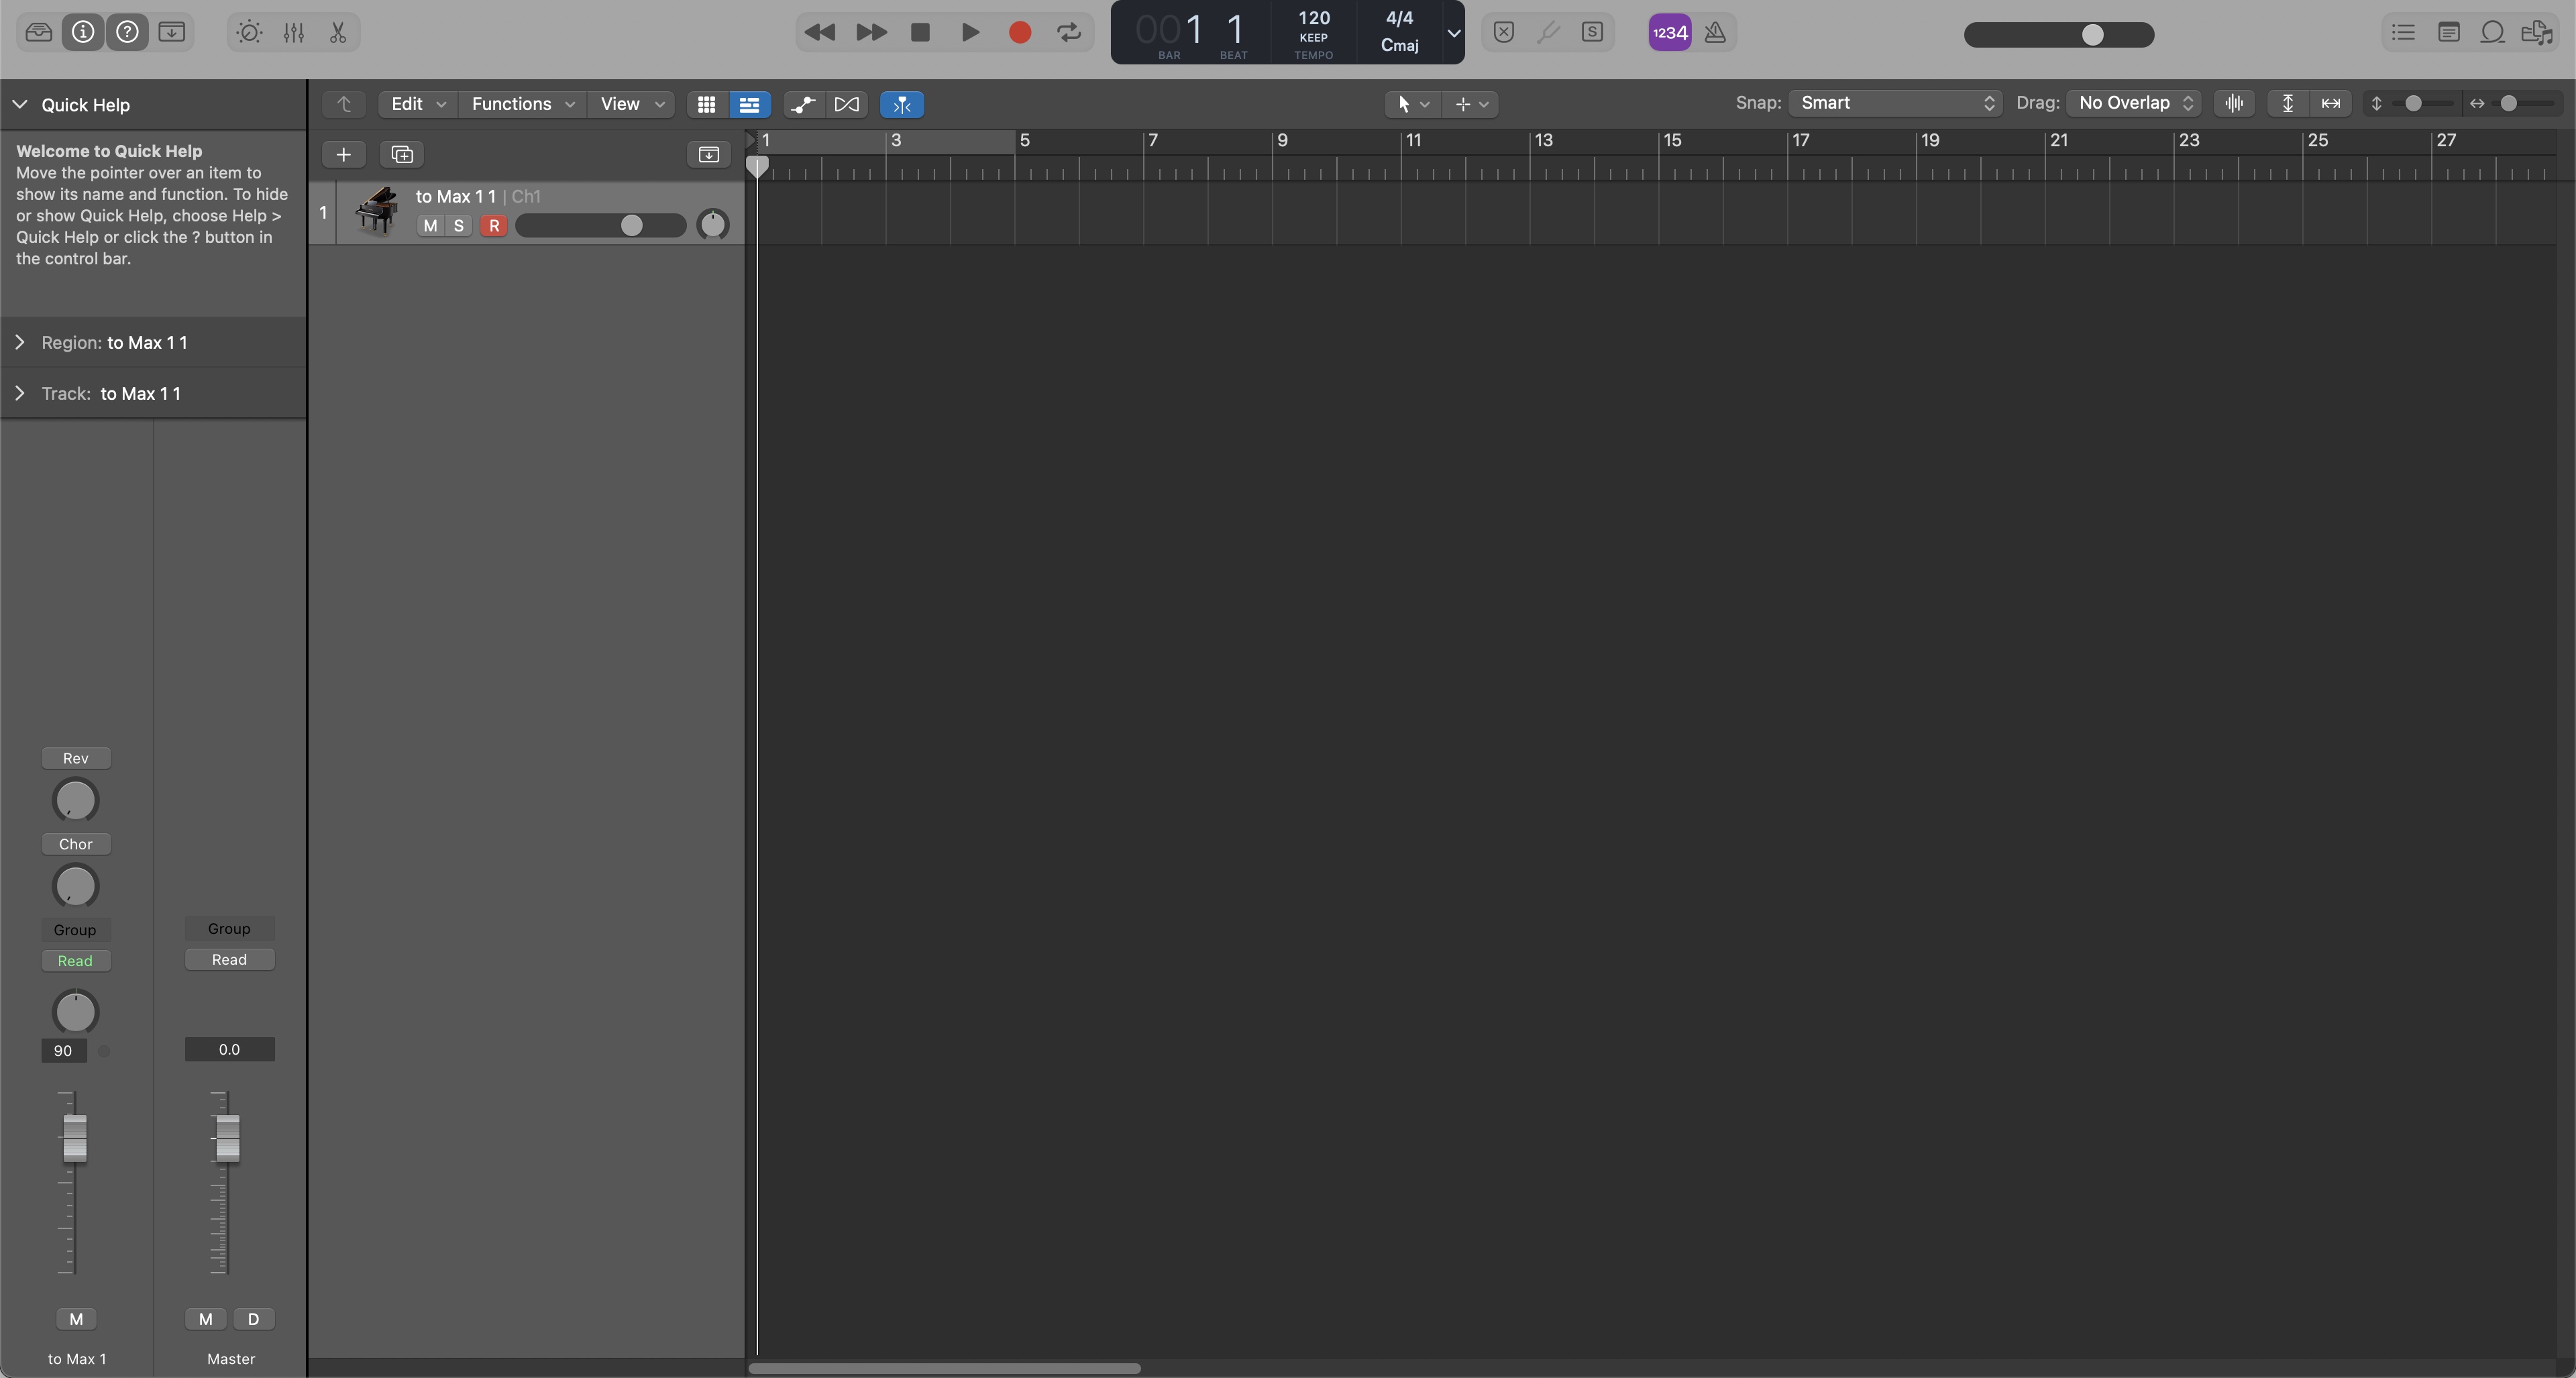 001 1
BAR BEAT
120
KEEP
TEMPO
4/4
Cmaj
S
1234
Quick Help
Edit
Functions
View
Snap: Smart
Drag: No Overlap
Welcome to Quick Help
Move the pointer over an item to
show its name and function. To hide
or show Quick Help, choose Help >
Quick Help or click the ? button in
the control bar.
1 3 5 7 9 11 13 15 17 19 21 23 25 27
1
to Max 1 1 | Ch1
M S R
Region: to Max 1 1
Track: to Max 1 1
Rev
Chor
Group
Read
90
M
to Max 1
Group
Read
0.0
M D
Master